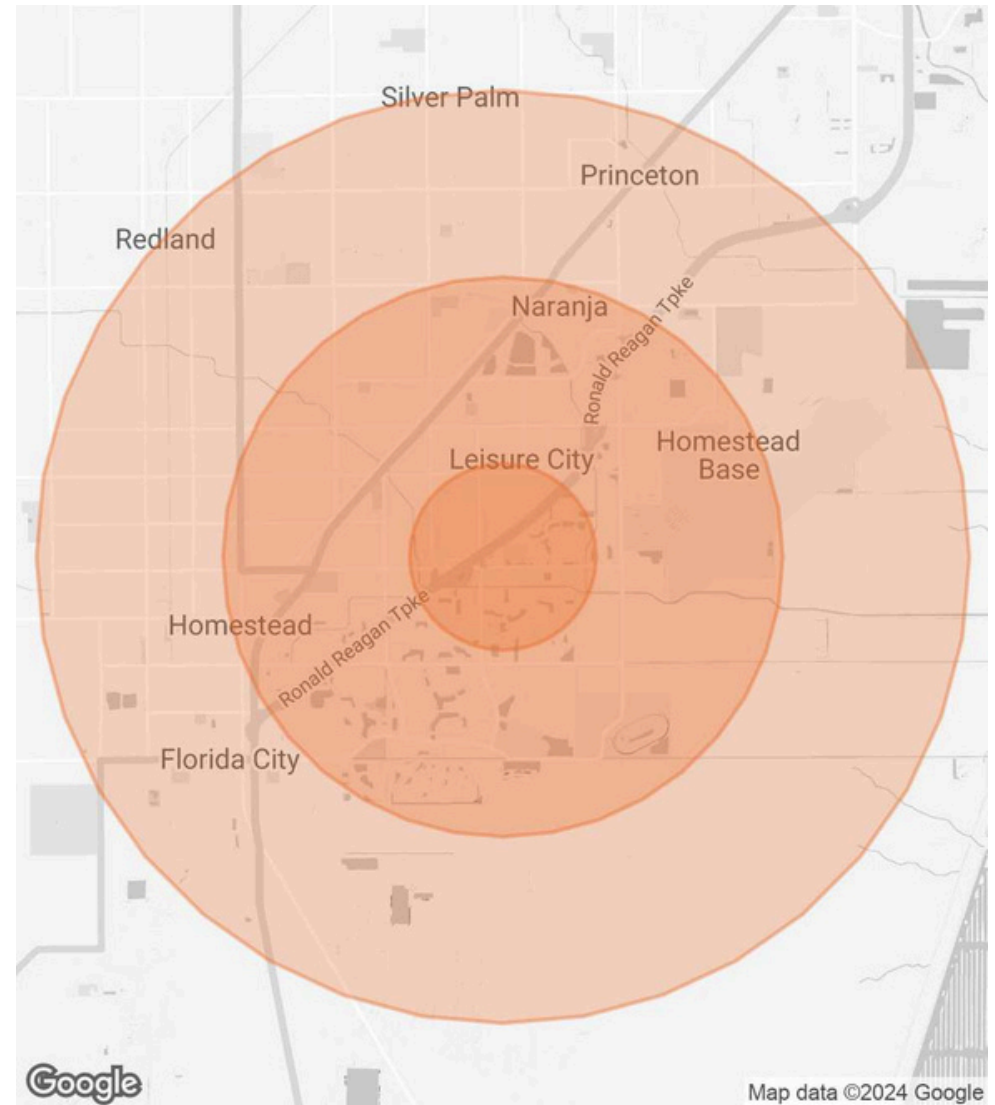 Silver Palm
Princeton
Redland
Naranja
Ronald Reagan Tpke
Homestead
Base
Leisure City
Homestead
Ronald Reagan Tpke
Florida City
Google
Map data ©2024 Google